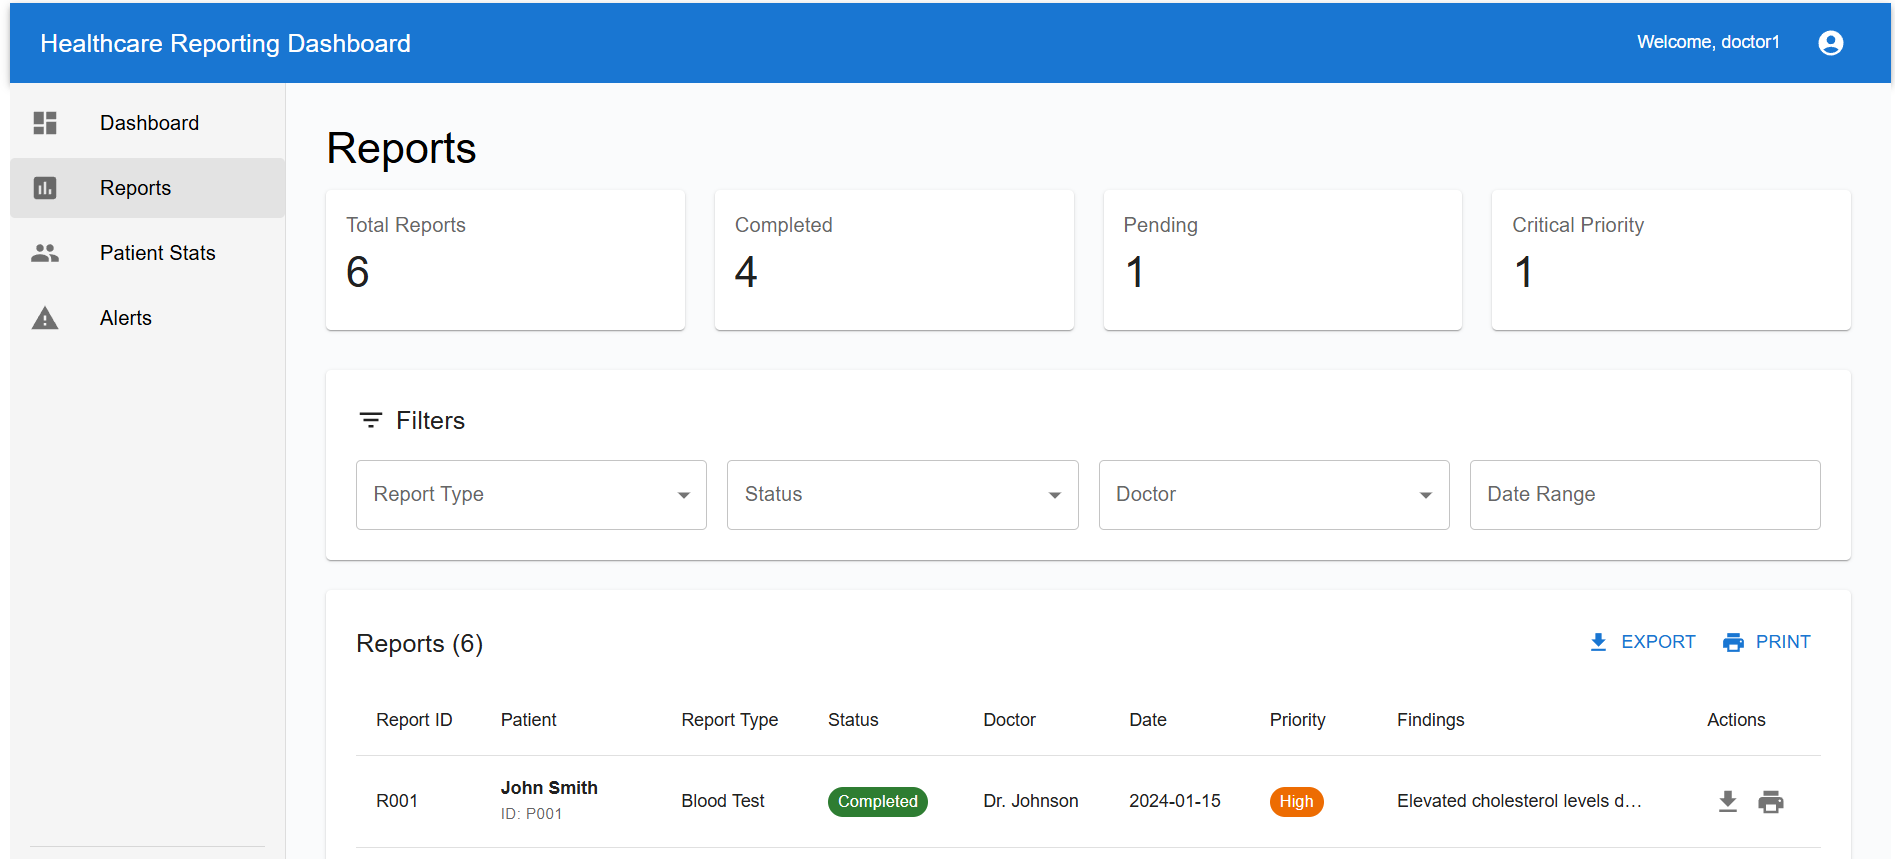 Healthcare Reporting Dashboard
Welcome, doctor1
Dashboard
Reports
Patient Stats
Alerts
Reports
Total Reports
6
Completed
4
Pending
1
Critical Priority
1
Filters
Report Type
Status
Doctor
Date Range
Reports (6)
EXPORT
PRINT
Report ID Patient Report Type Status Doctor Date Priority Findings Actions
R001 John Smith Blood Test Completed Dr. Johnson 2024-01-15 High Elevated cholesterol levels d…
ID: P001